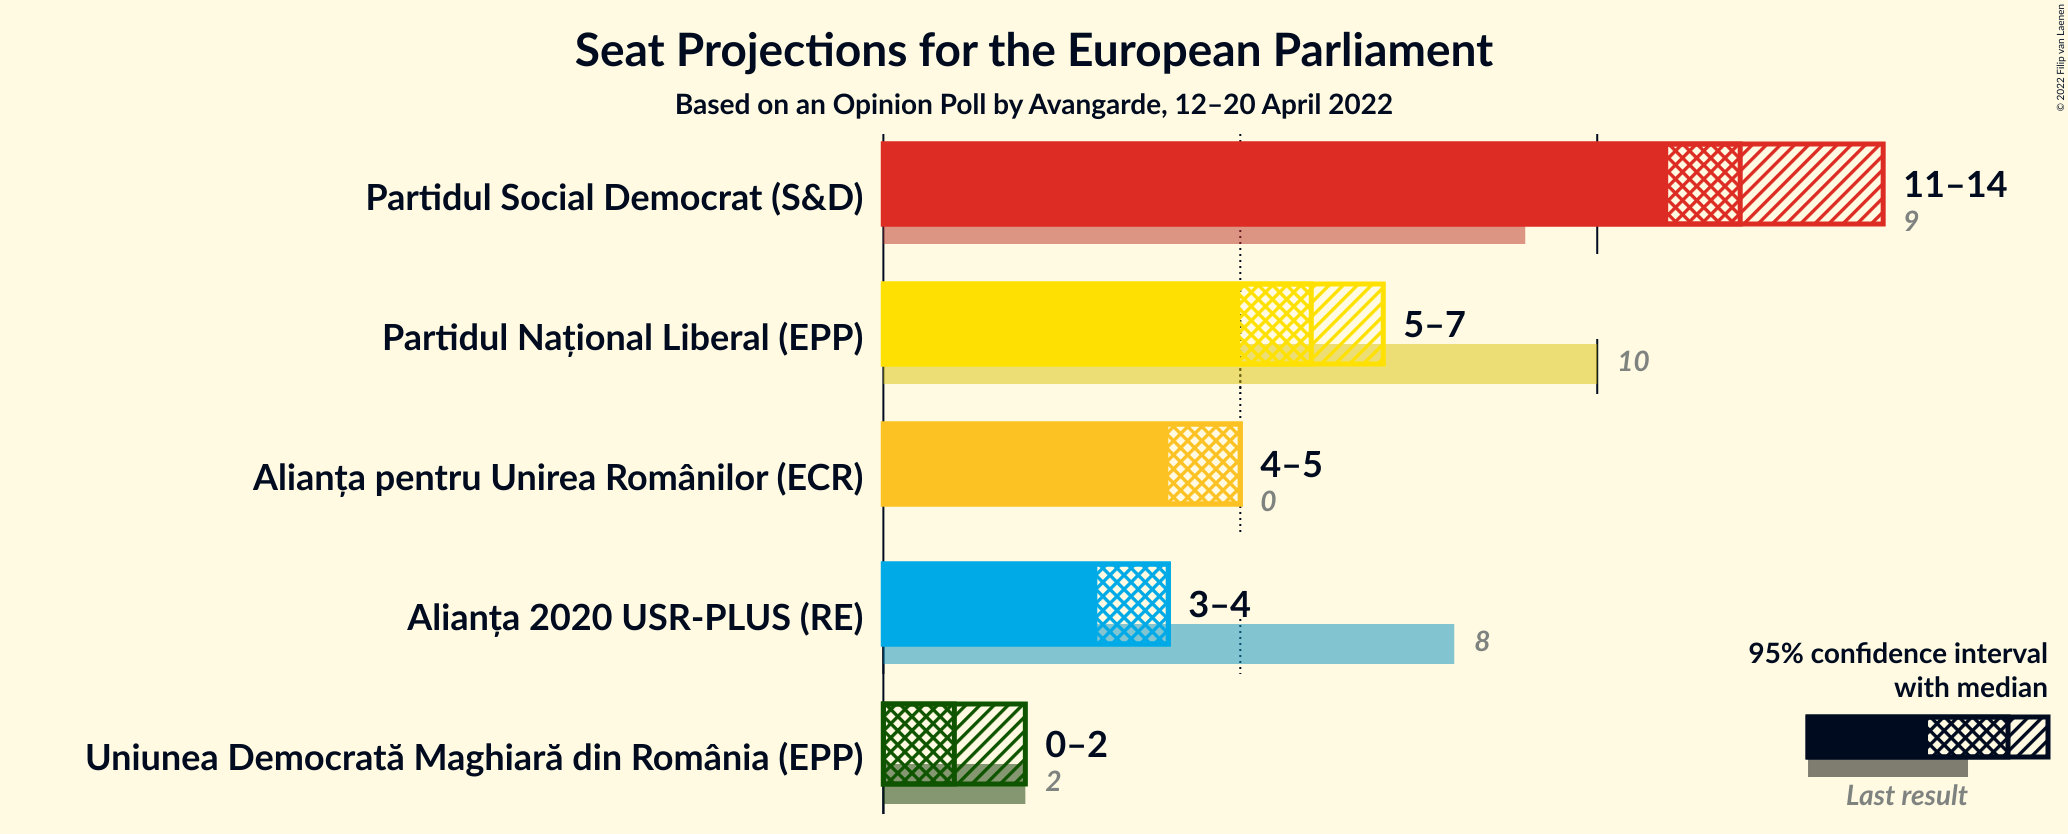 Seat Projections for the European Parliament
Based on an Opinion Poll by Avangarde, 12–20 April 2022
© 2022 Filip van Laenen
Partidul Social Democrat (S&D)
11–14
9
Partidul Național Liberal (EPP)
5–7
10
Alianța pentru Unirea Românilor (ECR)
4–5
0
Alianța 2020 USR-PLUS (RE)
3–4
8
Uniunea Democrată Maghiară din România (EPP)
0–2
2
95% confidence interval
with median
Last result